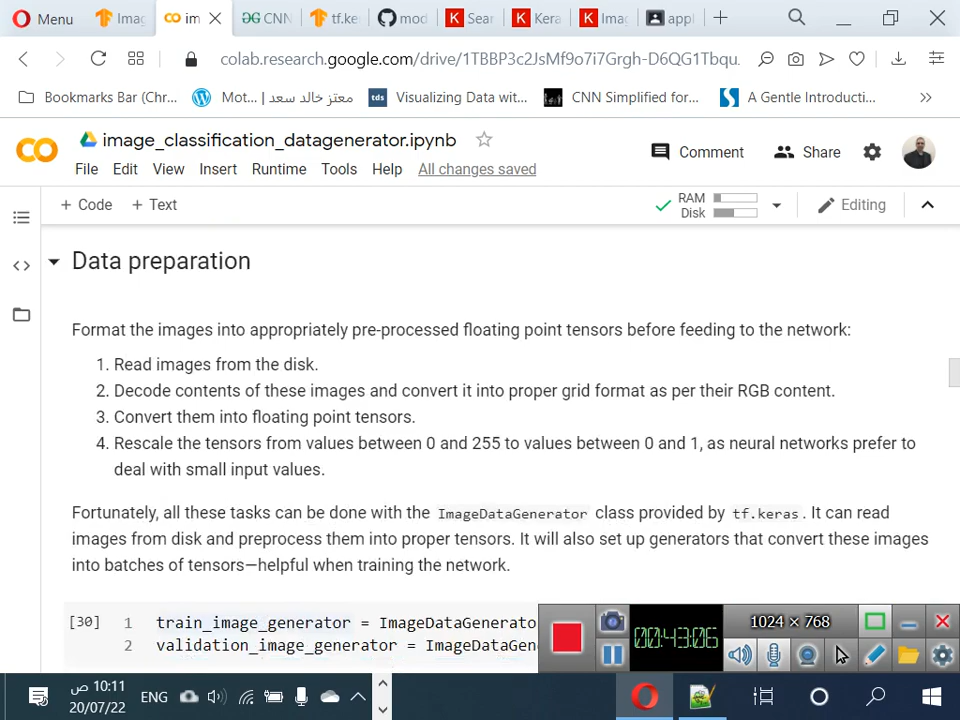 Menu
Imag
im
CNN
tf.ke
mod
Sear
Kera
Imag
appl
colab.research.google.com/drive/1TBBP3c2JsMf9o7i7Grgh-D6QG1Tbqu.
Bookmarks Bar (Chr...
Mot... | معتز خالد سعد
tds Visualizing Data wit...
CNN Simplified for...
A Gentle Introducti...
»
CO image_classification_datagenerator.ipynb
Comment
Share
File Edit View Insert Runtime Tools Help All changes saved
+ Code + Text
RAM
Disk
Editing
Data preparation
Format the images into appropriately pre-processed floating point tensors before feeding to the network:
1. Read images from the disk.
2. Decode contents of these images and convert it into proper grid format as per their RGB content.
3. Convert them into floating point tensors.
4. Rescale the tensors from values between 0 and 255 to values between 0 and 1, as neural networks prefer to
deal with small input values.
Fortunately, all these tasks can be done with the ImageDataGenerator class provided by tf.keras. It can read
images from disk and preprocess them into proper tensors. It will also set up generators that convert these images
into batches of tensors—helpful when training the network.
[30] 1 train_image_generator = ImageDataGenerato
2 validation_image_generator = ImageDataGen
00:43:06
1024 × 768
ENG
10:11 ص
20/07/22